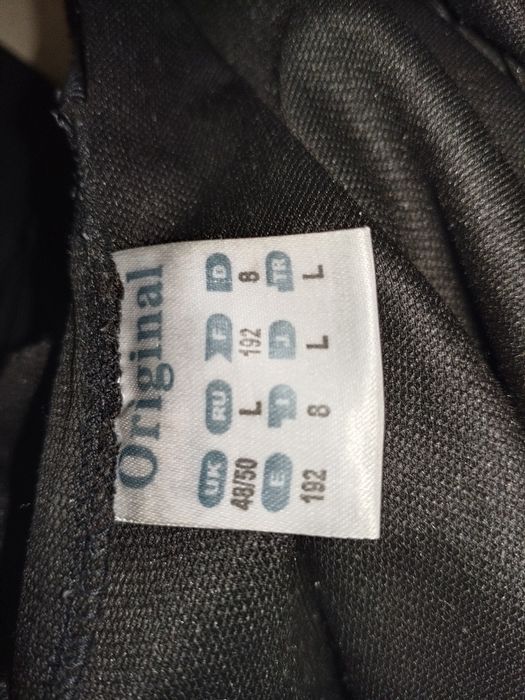 Original
UK RU F D
48/50 L 192 8
E I J TR
192 8 L L